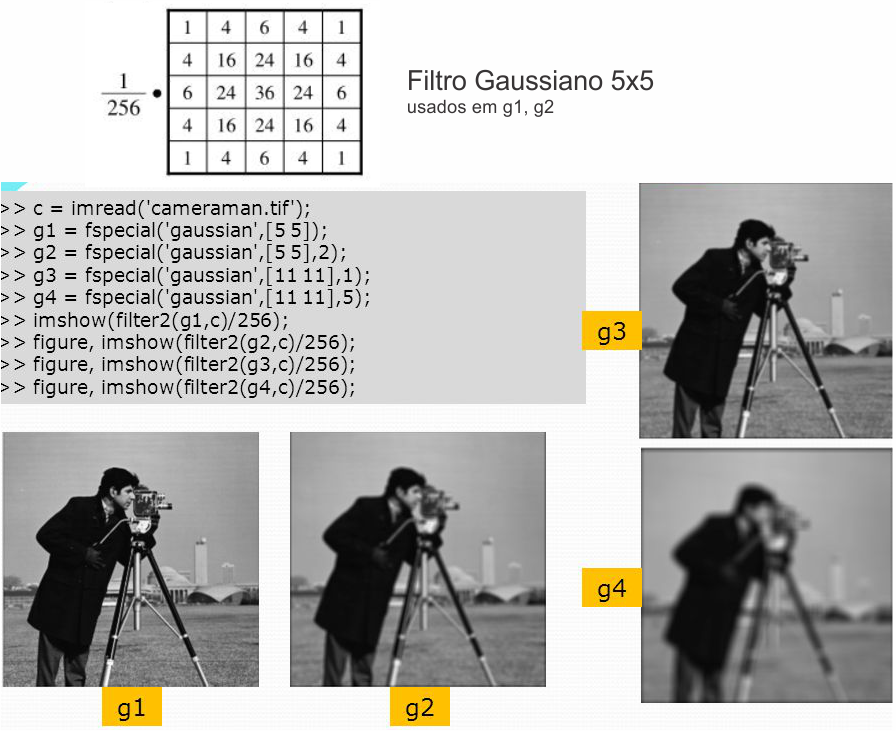 1 4 6 4 1
4 16 24 16 4
1/256 • 6 24 36 24 6
4 16 24 16 4
1 4 6 4 1
Filtro Gaussiano 5x5
usados em g1, g2
>> c = imread('cameraman.tif');
>> g1 = fspecial('gaussian',[5 5]);
>> g2 = fspecial('gaussian',[5 5],2);
>> g3 = fspecial('gaussian',[11 11],1);
>> g4 = fspecial('gaussian',[11 11],5);
>> imshow(filter2(g1,c)/256);
>> figure, imshow(filter2(g2,c)/256);
>> figure, imshow(filter2(g3,c)/256);
>> figure, imshow(filter2(g4,c)/256);
g3
g4
g1
g2